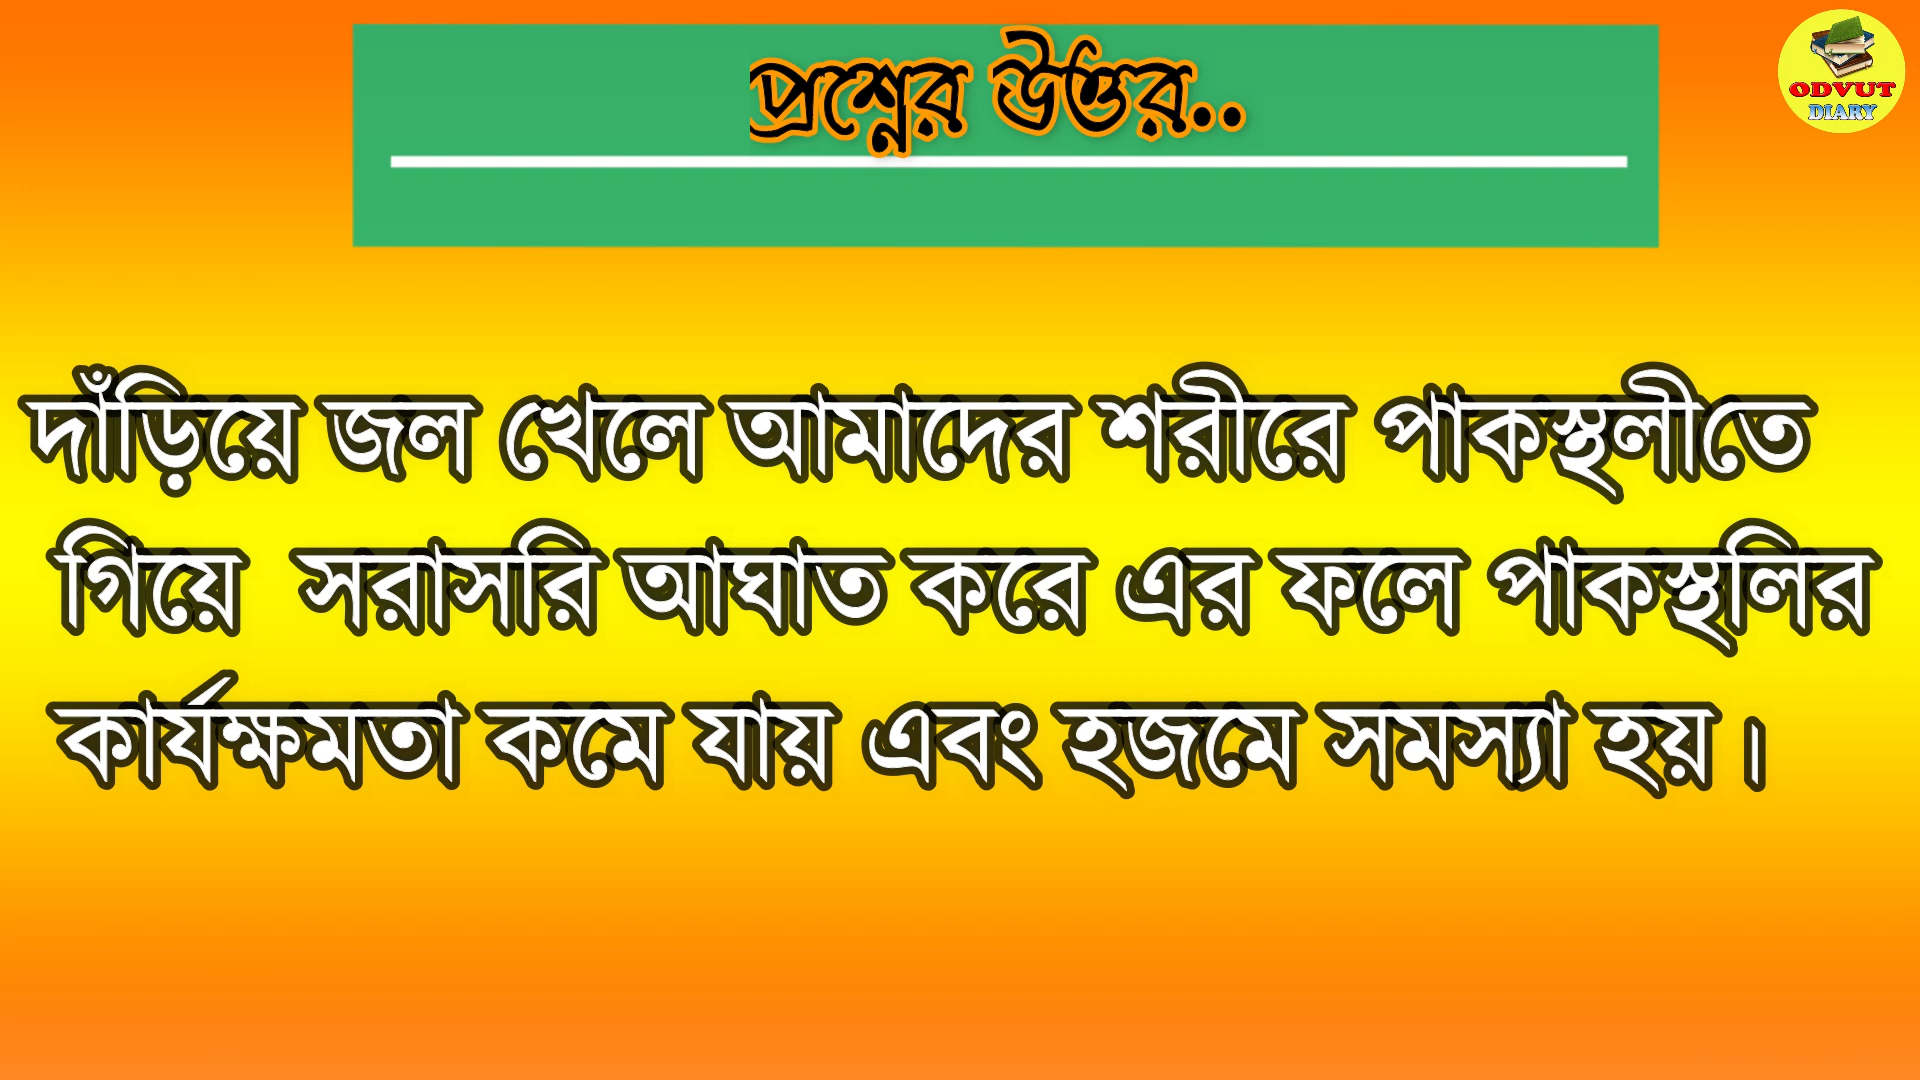 প্রশ্নের উত্তর..
ODVUT
DIARY
দাঁড়িয়ে জল খেলে আমাদের শরীরে পাকস্থলীতে
গিয়ে সরাসরি আঘাত করে এর ফলে পাকস্থলির
কার্যক্ষমতা কমে যায় এবং হজমে সমস্যা হয়।